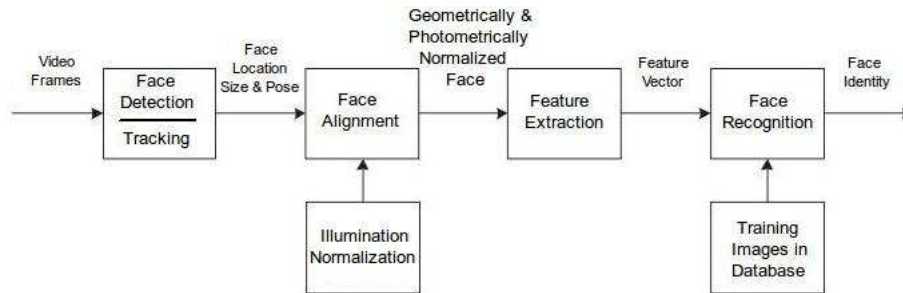 Video
Frames
Face
Detection
Tracking
Face
Location
Size & Pose
Face
Alignment
Geometrically &
Photometrically
Normalized
Face
Feature
Extraction
Feature
Vector
Face
Recognition
Face
Identity
Illumination
Normalization
Training
Images in
Database